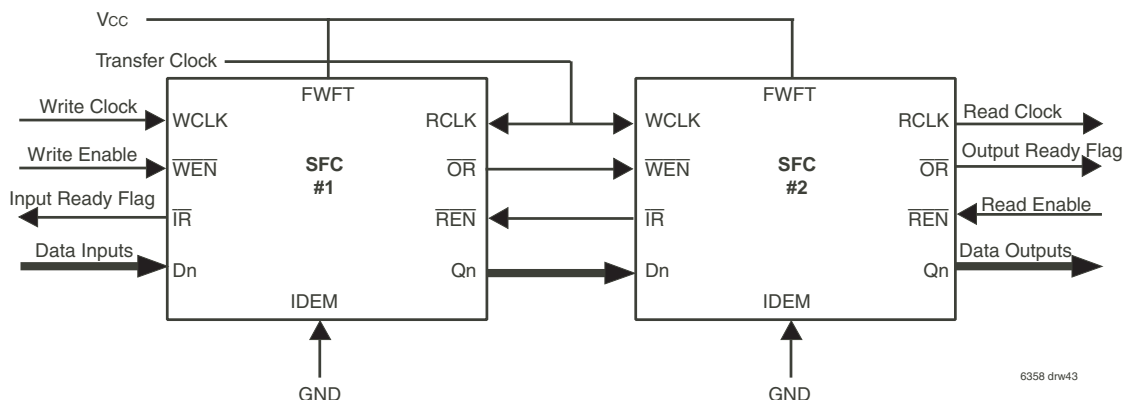 Vcc
Transfer Clock
FWFT
FWFT
Write Clock
WCLK
RCLK
WCLK
RCLK
Read Clock
Write Enable
WEN
SFC
#1
OR
WEN
SFC
#2
OR
Output Ready Flag
Input Ready Flag
IR
REN
IR
REN
Read Enable
Data Inputs
Dn
Qn
Dn
Qn
Data Outputs
IDEM
IDEM
GND
GND
6358 drw43